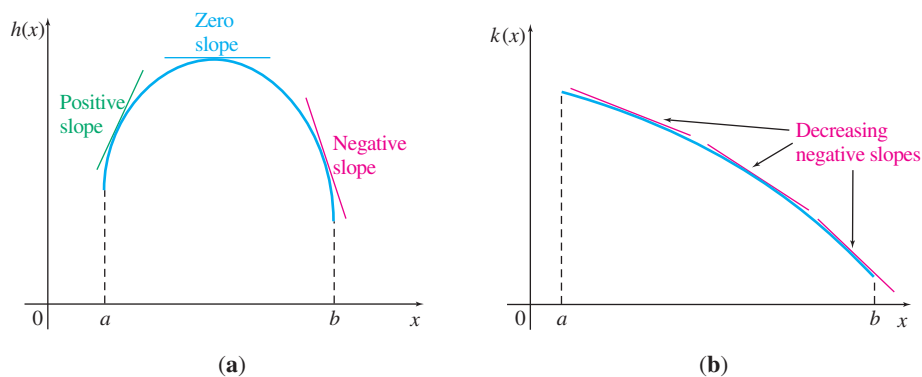 h(x)
Zero
slope
Positive
slope
Negative
slope
0
a
b
x
(a)
k(x)
Decreasing
negative slopes
0
a
b
x
(b)